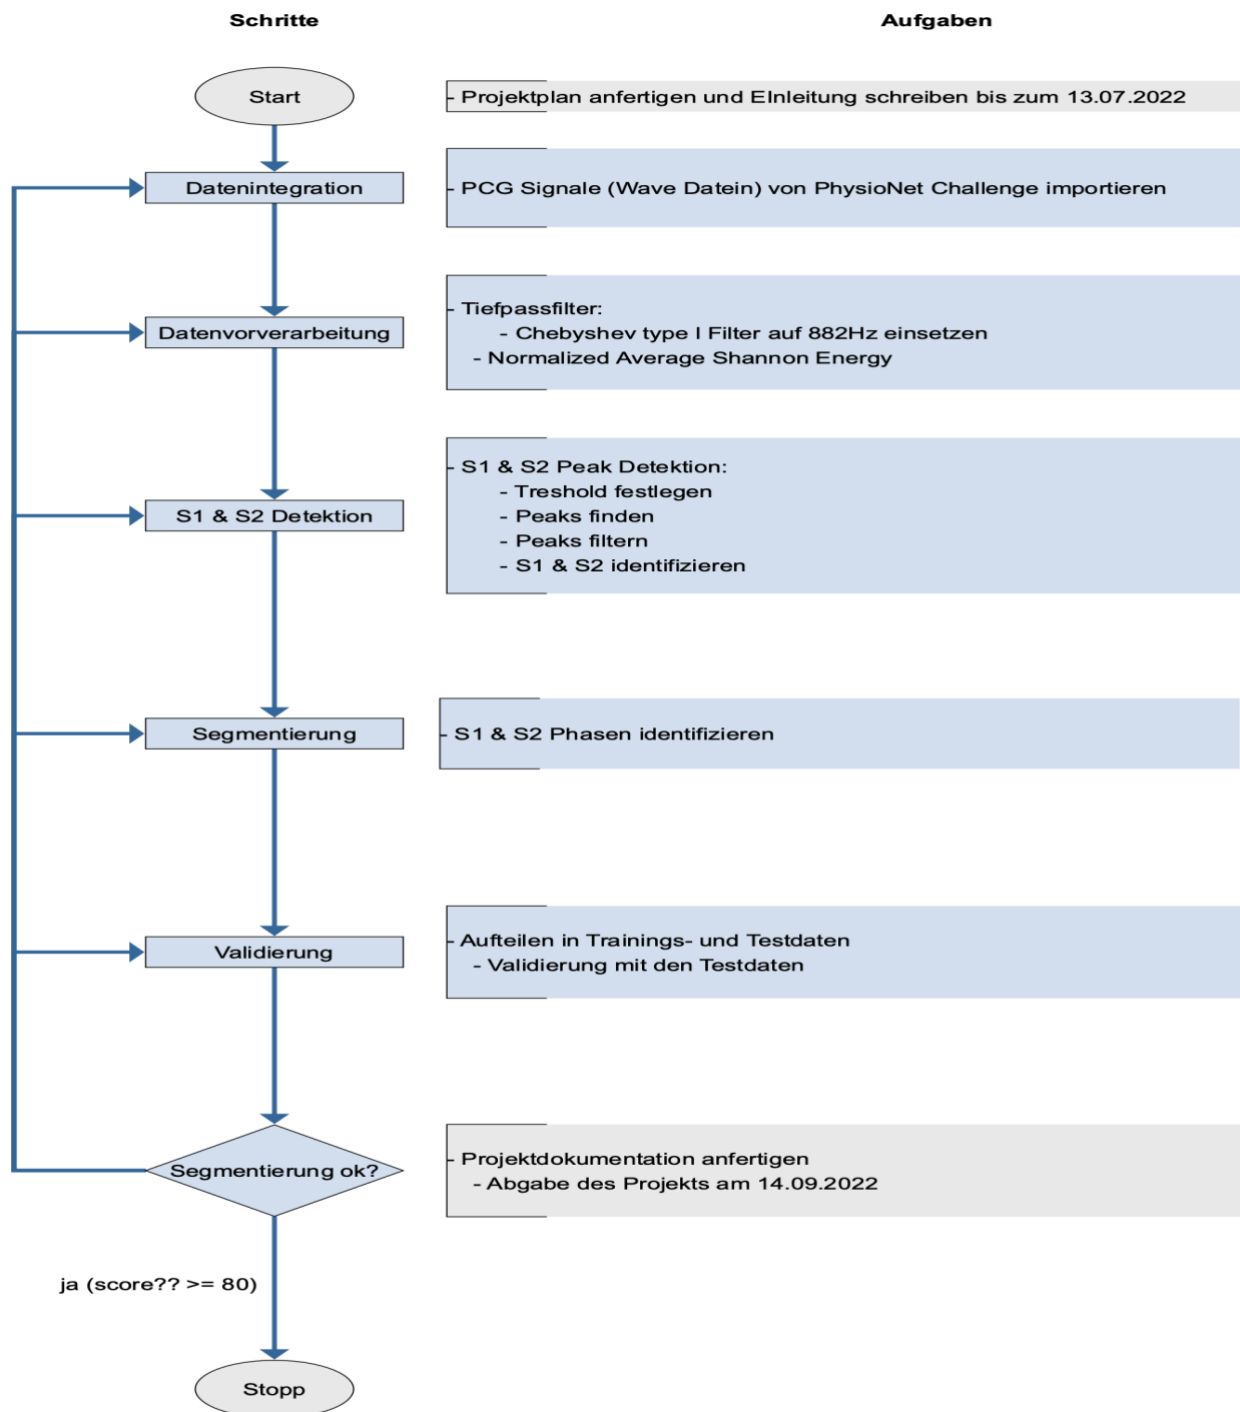 Schritte
Aufgaben
Start
- Projektplan anfertigen und EInleitung schreiben bis zum 13.07.2022
Datenintegration
- PCG Signale (Wave Datein) von PhysioNet Challenge importieren
Datenvorverarbeitung
- Tiefpassfilter:
- Chebyshev type I Filter auf 882Hz einsetzen
- Normalized Average Shannon Energy
S1 & S2 Detektion
- S1 & S2 Peak Detektion:
- Treshold festlegen
- Peaks finden
- Peaks filtern
- S1 & S2 identifizieren
Segmentierung
- S1 & S2 Phasen identifizieren
Validierung
- Aufteilen in Trainings- und Testdaten
- Validierung mit den Testdaten
Segmentierung ok?
- Projektdokumentation anfertigen
- Abgabe des Projekts am 14.09.2022
ja (score?? >= 80)
Stopp